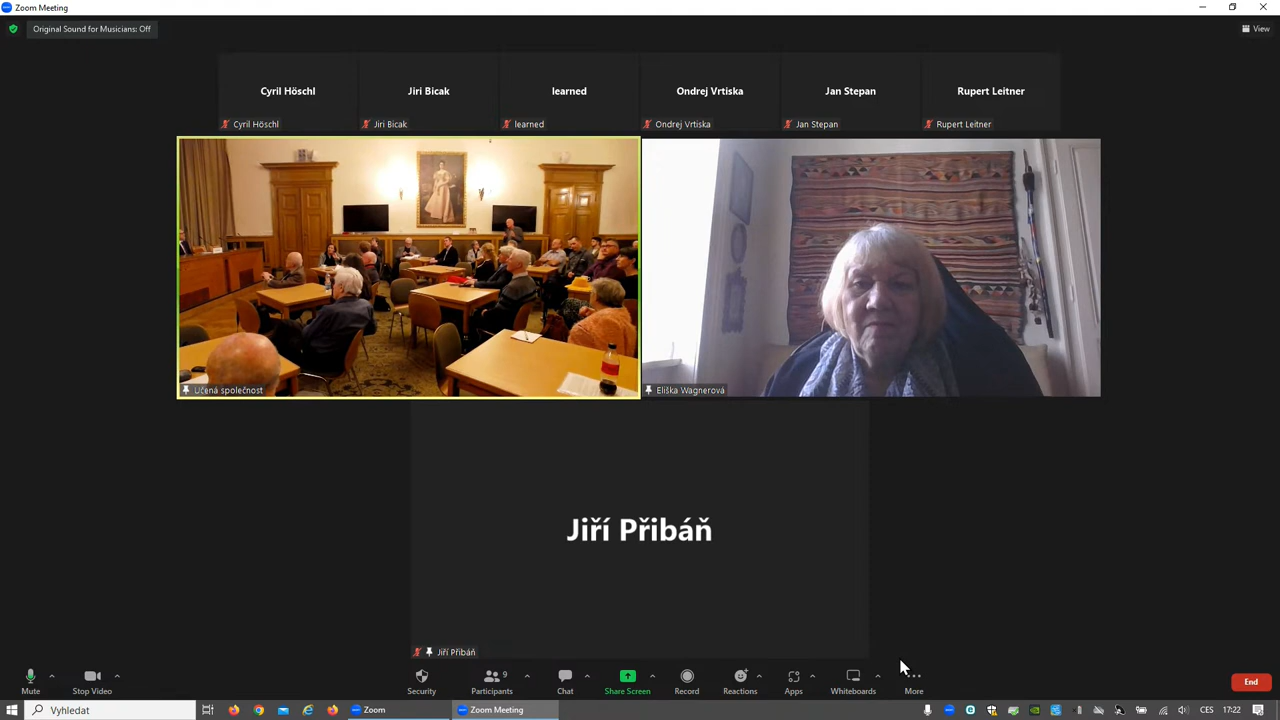 Zoom Meeting
Original Sound for Musicians: Off
View
Cyril Höschl
Jiri Bicak
learned
Ondrej Vrtiska
Jan Stepan
Rupert Leitner
Cyril Höschl
Jiri Bicak
learned
Ondrej Vrtiska
Jan Stepan
Rupert Leitner
Učená společnost
Eliška Wagnerová
Jiří Přibáň
Jiří Přibáň
Mute
Stop Video
Security
Participants
9
Chat
Share Screen
Record
Reactions
Apps
Whiteboards
More
End
Vyhledat
Zoom
Zoom Meeting
CES
17:22